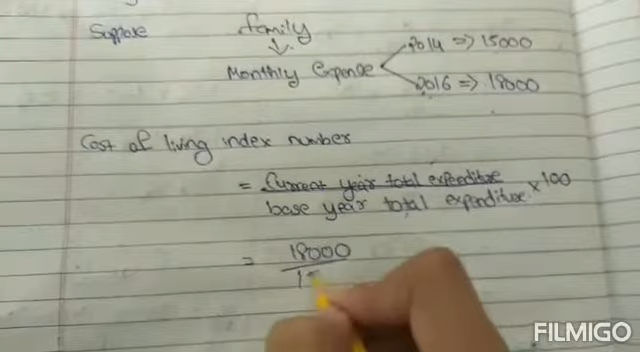 Suppose family
Monthly Expense
2014 => 15000
2016 => 18000
Cost of living index number
= Current year total expenditure
base year total expenditure × 100
= 18000
15
FILMIGO